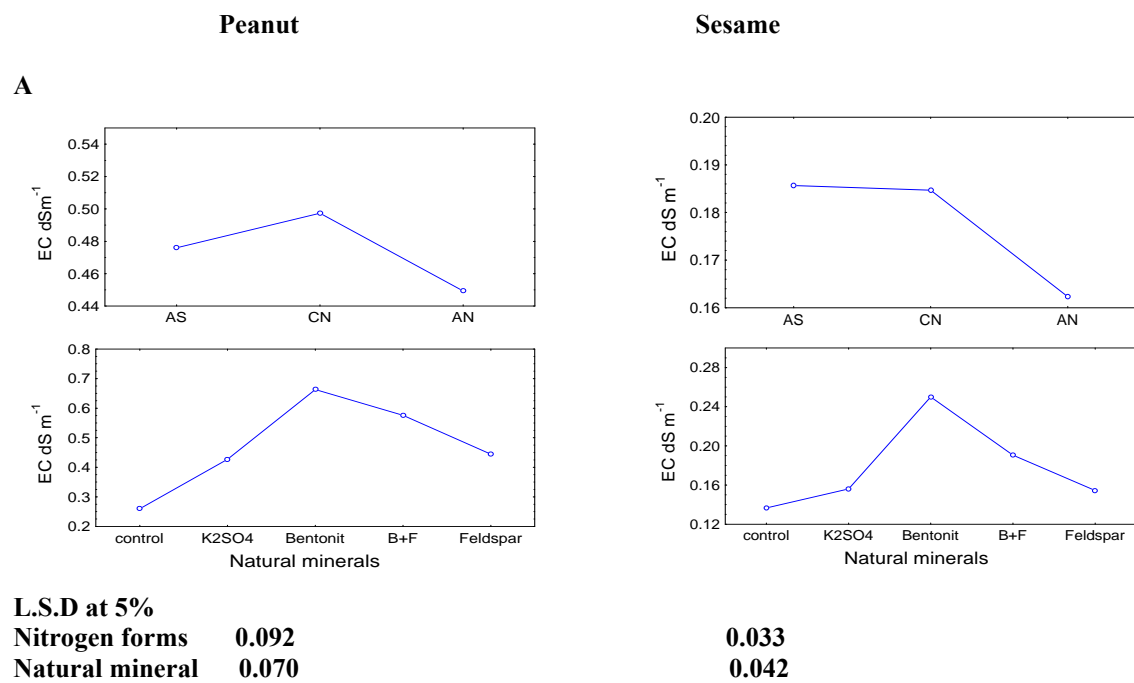 Peanut Sesame
A
0.54
0.52
0.50
0.48
0.46
0.44
EC dSm-1
AS CN AN
0.20
0.19
0.18
0.17
0.16
EC dS m-1
AS CN AN
0.8
0.7
0.6
0.5
0.4
0.3
0.2
EC dS m-1
control K2SO4 Bentonit B+F Feldspar
Natural minerals
0.28
0.24
0.20
0.16
0.12
EC dS m-1
control K2SO4 Bentonit B+F Feldspar
Natural minerals
L.S.D at 5%
Nitrogen forms 0.092 0.033
Natural mineral 0.070 0.042